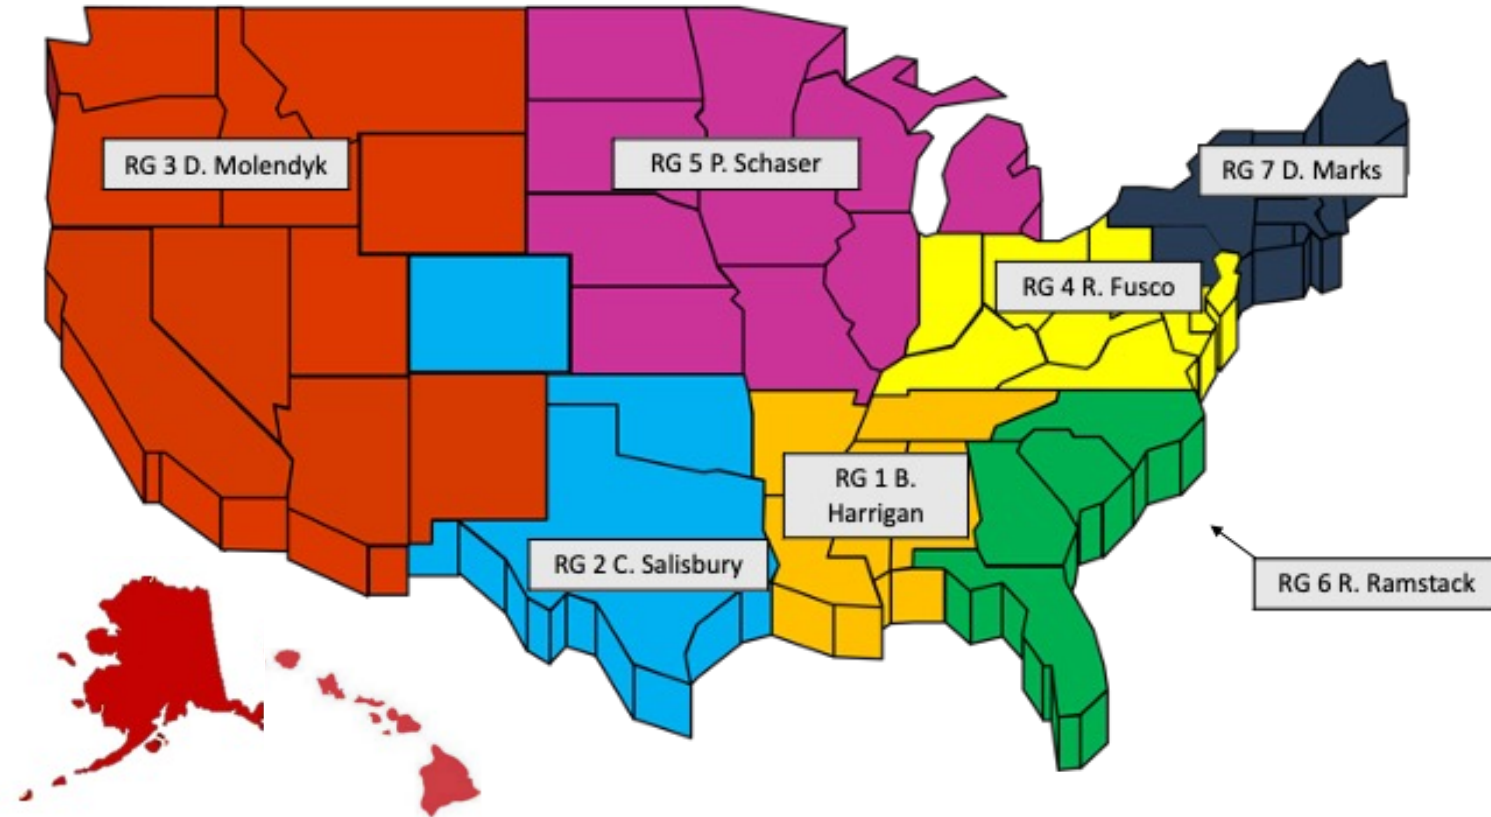 RG 3 D. Molendyk
RG 5 P. Schaser
RG 7 D. Marks
RG 4 R. Fusco
RG 1 B.
Harrigan
RG 2 C. Salisbury
RG 6 R. Ramstack